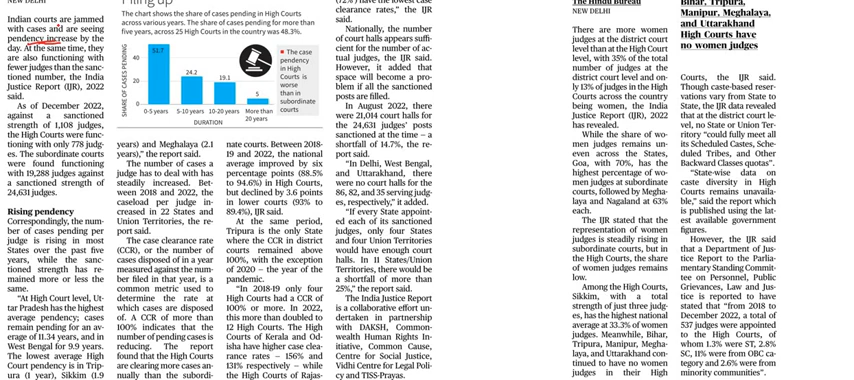 NEW DELHI
Indian courts are jammed
with cases and are seeing
pendency increase by the
day. At the same time, they
are also functioning with
fewer judges than the sanc-
tioned number, the India
Justice Report (IJR), 2022
said.
As of December 2022,
against a sanctioned
strength of 1,108 judges,
the High Courts were func-
tioning with only 778 judg-
es. The subordinate courts
were found functioning
with 19,288 judges against
a sanctioned strength of
24,631 judges.
Rising pendency
Correspondingly, the num-
ber of cases pending per
judge is rising in most
States over the past five
years, while the sanc-
tioned strength has re-
mained more or less the
same.
"At High Court level, Ut-
tar Pradesh has the highest
average pendency; cases
remain pending for an av-
erage of 11.34 years, and in
West Bengal for 9.9 years.
The lowest average High
Court pendency is in Trip-
ura (1 year), Sikkim (1.9
Piling up
The chart shows the share of cases pending in High Courts
across various years. The share of cases pending for more than
five years, across 25 High Courts in the country was 48.3%.
SHARE OF CASES PENDING
40
20
0
51.7
24.2
19.1
5
0-5 years
5-10 years
10-20 years
More than
20 years
DURATION
The case
pendency
in High
Courts is
worse
than in
subordinate
courts
years) and Meghalaya (2.1
years)," the report said.
The number of cases a
judge has to deal with has
steadily increased. Bet-
ween 2018 and 2022, the
caseload per judge in-
creased in 22 States and
Union Territories, the re-
port said.
The case clearance rate
(CCR), or the number of
cases disposed of in a year
measured against the num-
ber filed in that year, is a
common metric used to
determine the rate at
which cases are disposed
of. A CCR of more than
100% indicates that the
number of pending cases is
reducing. The report
found that the High Courts
are clearing more cases an-
nually than the subordi-
nate courts. Between 2018-
19 and 2022, the national
average improved by six
percentage points (88.5%
to 94.6%) in High Courts,
but declined by 3.6 points
in lower courts (93% to
89.4%), IJR said.
At the same period,
Tripura is the only State
where the CCR in district
courts remained above
100%, with the exception
of 2020 – the year of the
pandemic.
"In 2018-19 only four
High Courts had a CCR of
100% or more. In 2022,
this more than doubled to
12 High Courts. The High
Courts of Kerala and Od-
isha have higher case clea-
rance rates – 156% and
131% respectively – while
the High Courts of Rajas-
(72%) have the lowest case
clearance rates," the IJR
said.
Nationally, the number
of court halls appears suffi-
cient for the number of ac-
tual judges, the IJR said.
However, it added that
space will become a pro-
blem if all the sanctioned
posts are filled.
In August 2022, there
were 21,014 court halls for
the 24,631 judges' posts
sanctioned at the time – a
shortfall of 14.7%, the re-
port said.
"In Delhi, West Bengal,
and Uttarakhand, there
were no court halls for the
86, 82, and 35 serving judg-
es, respectively," it added.
"If every State appoint-
ed each of its sanctioned
judges, only four States
and four Union Territories
would have enough court
halls. In 11 States/Union
Territories, there would be
a shortfall of more than
25%," the report said.
The India Justice Report
is a collaborative effort un-
dertaken in partnership
with DAKSH, Common-
wealth Human Rights In-
itiative, Common Cause,
Centre for Social Justice,
Vidhi Centre for Legal Poli-
cy and TISS-Prayas.
The Hindu Bureau
NEW DELHI
There are more women
judges at the district court
level than at the High Court
level, with 35% of the total
number of judges at the
district court level and on-
ly 13% of judges in the High
Courts across the country
being women, the India
Justice Report (IJR), 2022
has revealed.
While the share of wo-
men judges remains un-
even across the States,
Goa, with 70%, has the
highest percentage of wo-
men judges at subordinate
courts, followed by Megha-
laya and Nagaland at 63%
each.
The IJR stated that the
representation of women
judges is steadily rising in
subordinate courts, but in
the High Courts, the share
of women judges remains
low.
Among the High Courts,
Sikkim, with a total
strength of just three judg-
es, has the highest national
average at 33.3% of women
judges. Meanwhile, Bihar,
Tripura, Manipur, Megha-
laya, and Uttarakhand con-
tinued to have no women
judges in their High
Bihar, Tripura,
Manipur, Meghalaya,
and Uttarakhand
High Courts have
no women judges
Courts, the IJR said.
Though caste-based reser-
vations vary from State to
State, the IJR data revealed
that at the district court le-
vel, no State or Union Ter-
ritory "could fully meet all
its Scheduled Castes, Sche-
duled Tribes, and Other
Backward Classes quotas".
"State-wise data on
caste diversity in High
Courts remains unavaila-
ble," said the report which
is published using the lat-
est available government
figures.
However, the IJR said
that a Department of Jus-
tice Report to the Parlia-
mentary Standing Commit-
tee on Personnel, Public
Grievances, Law and Jus-
tice is reported to have
stated "from 2018 to
December 2022, a total of
537 judges were appointed
to the High Courts, of
whom 1.3% were ST, 2.8%
SC, 11% were from OBC ca-
tegory and 2.6% were from
minority communities".